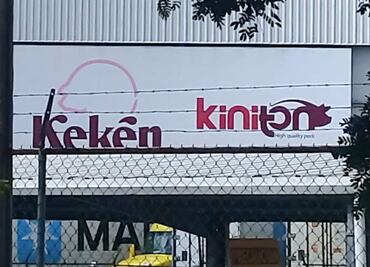 Kekén
kiniton
High quality pork
MA